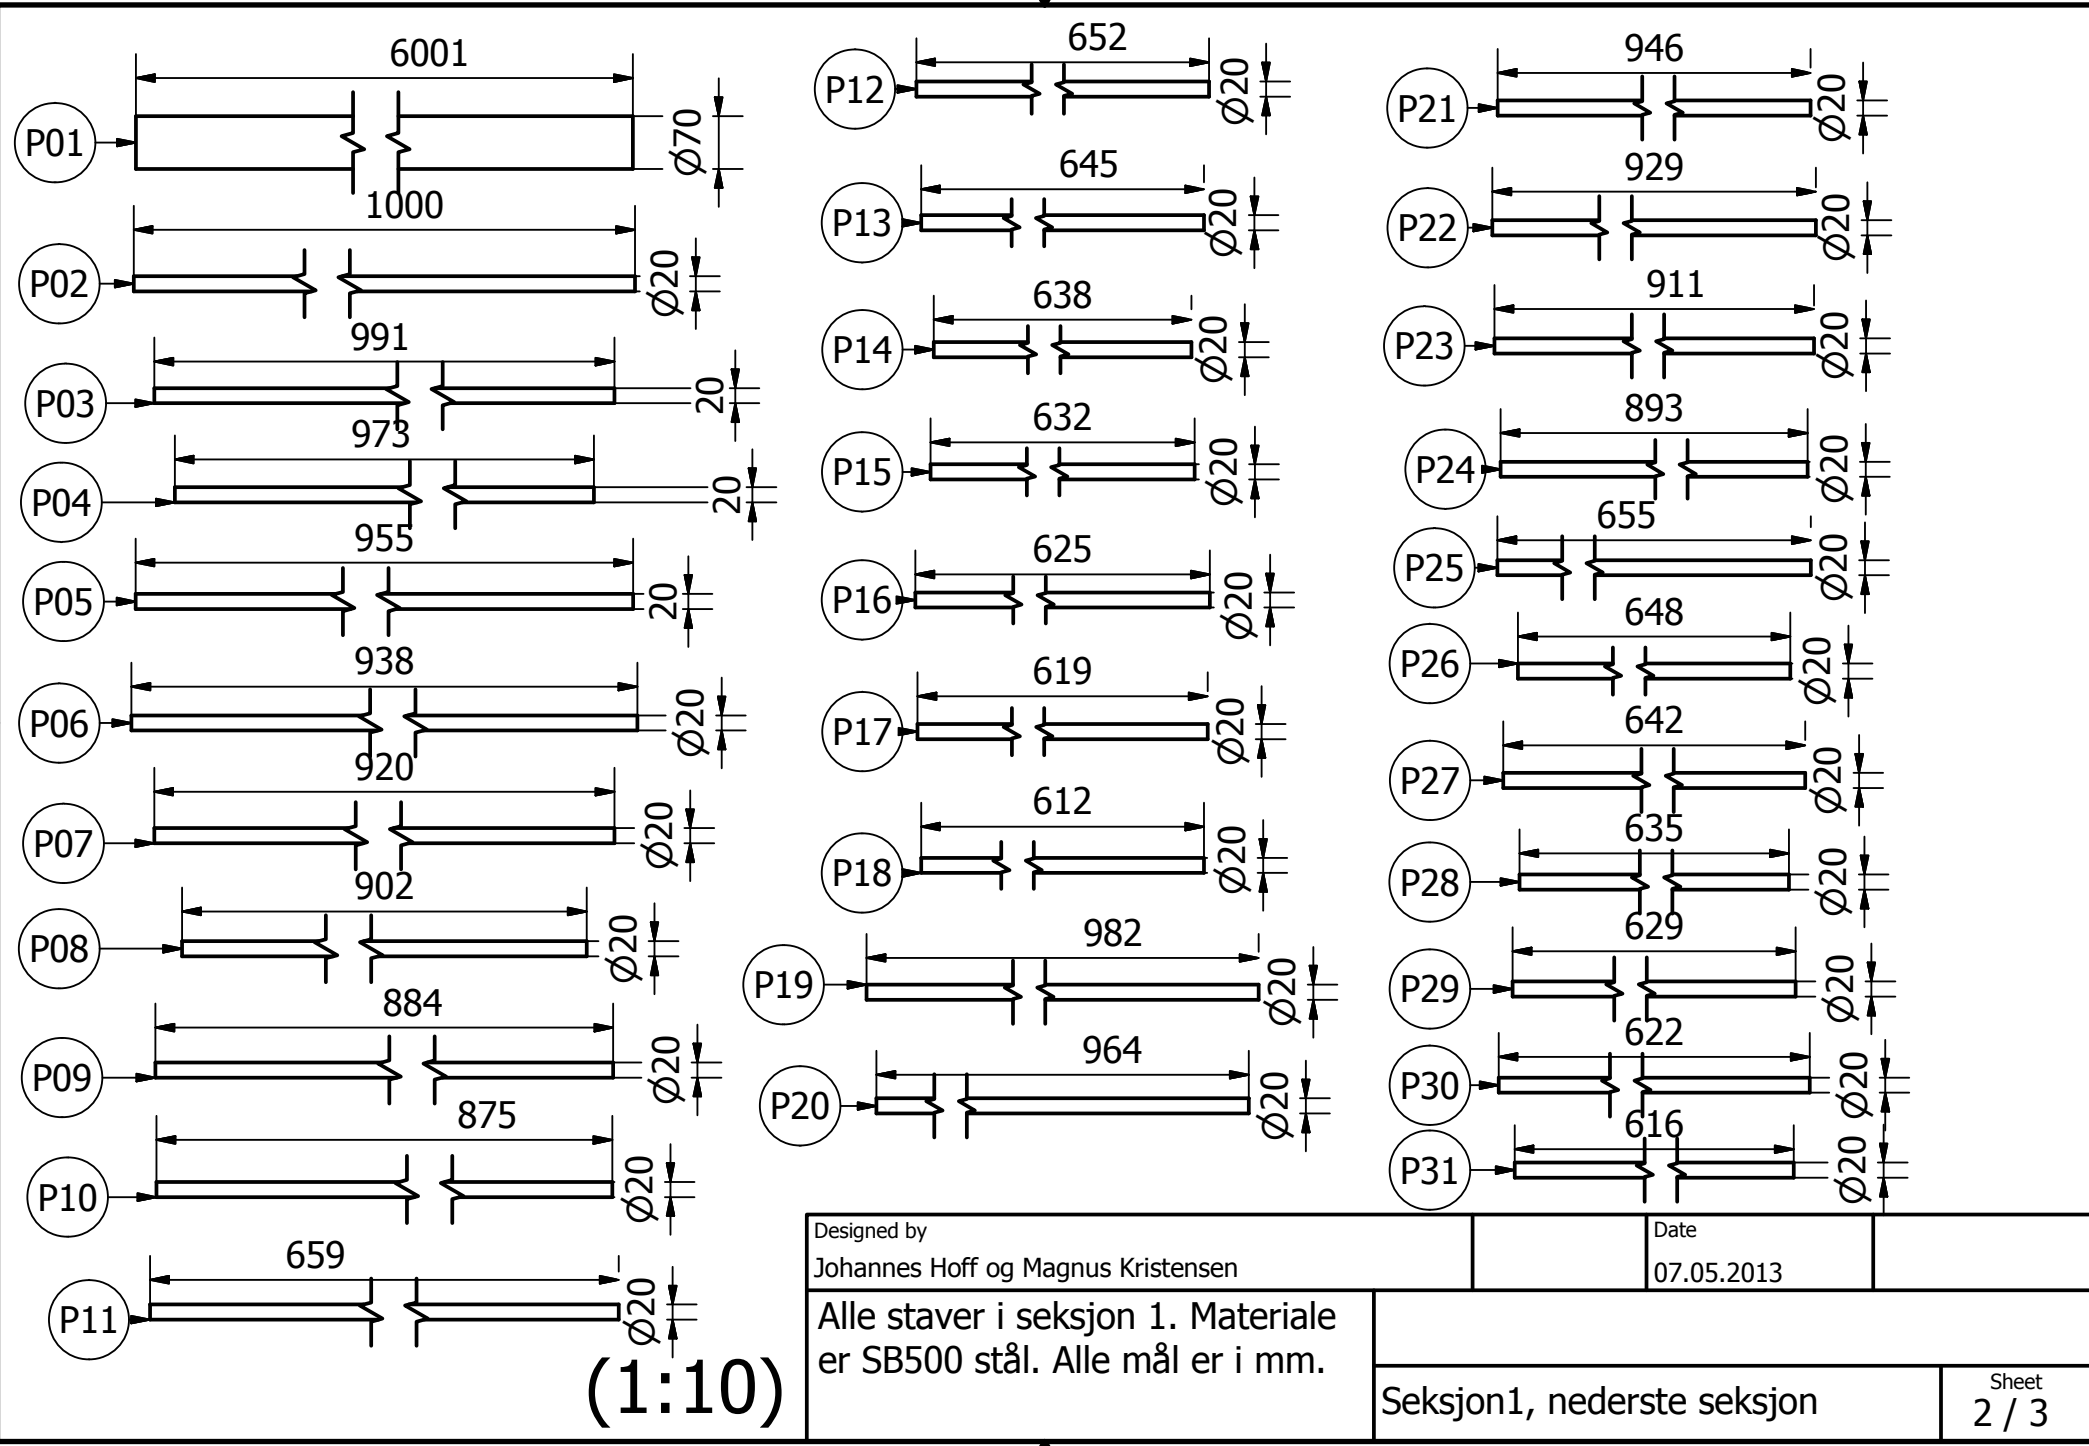 6001
P01
Ø70
1000
P02
Ø20
991
P03
20
973
P04
20
955
P05
20
938
P06
Ø20
920
P07
Ø20
902
P08
Ø20
884
P09
Ø20
875
P10
Ø20
659
P11
Ø20
(1:10)
652
P12
Ø20
645
P13
Ø20
638
P14
Ø20
632
P15
Ø20
625
P16
Ø20
619
P17
Ø20
612
P18
Ø20
982
P19
Ø20
964
P20
Ø20
946
P21
Ø20
929
P22
Ø20
911
P23
Ø20
893
P24
Ø20
655
P25
Ø20
648
P26
Ø20
642
P27
Ø20
635
P28
Ø20
629
P29
Ø20
622
P30
Ø20
616
P31
Ø20
Designed by
Johannes Hoff og Magnus Kristensen
Date
07.05.2013
Alle staver i seksjon 1. Materiale
er SB500 stål. Alle mål er i mm.
Seksjon1, nederste seksjon
Sheet
2 / 3